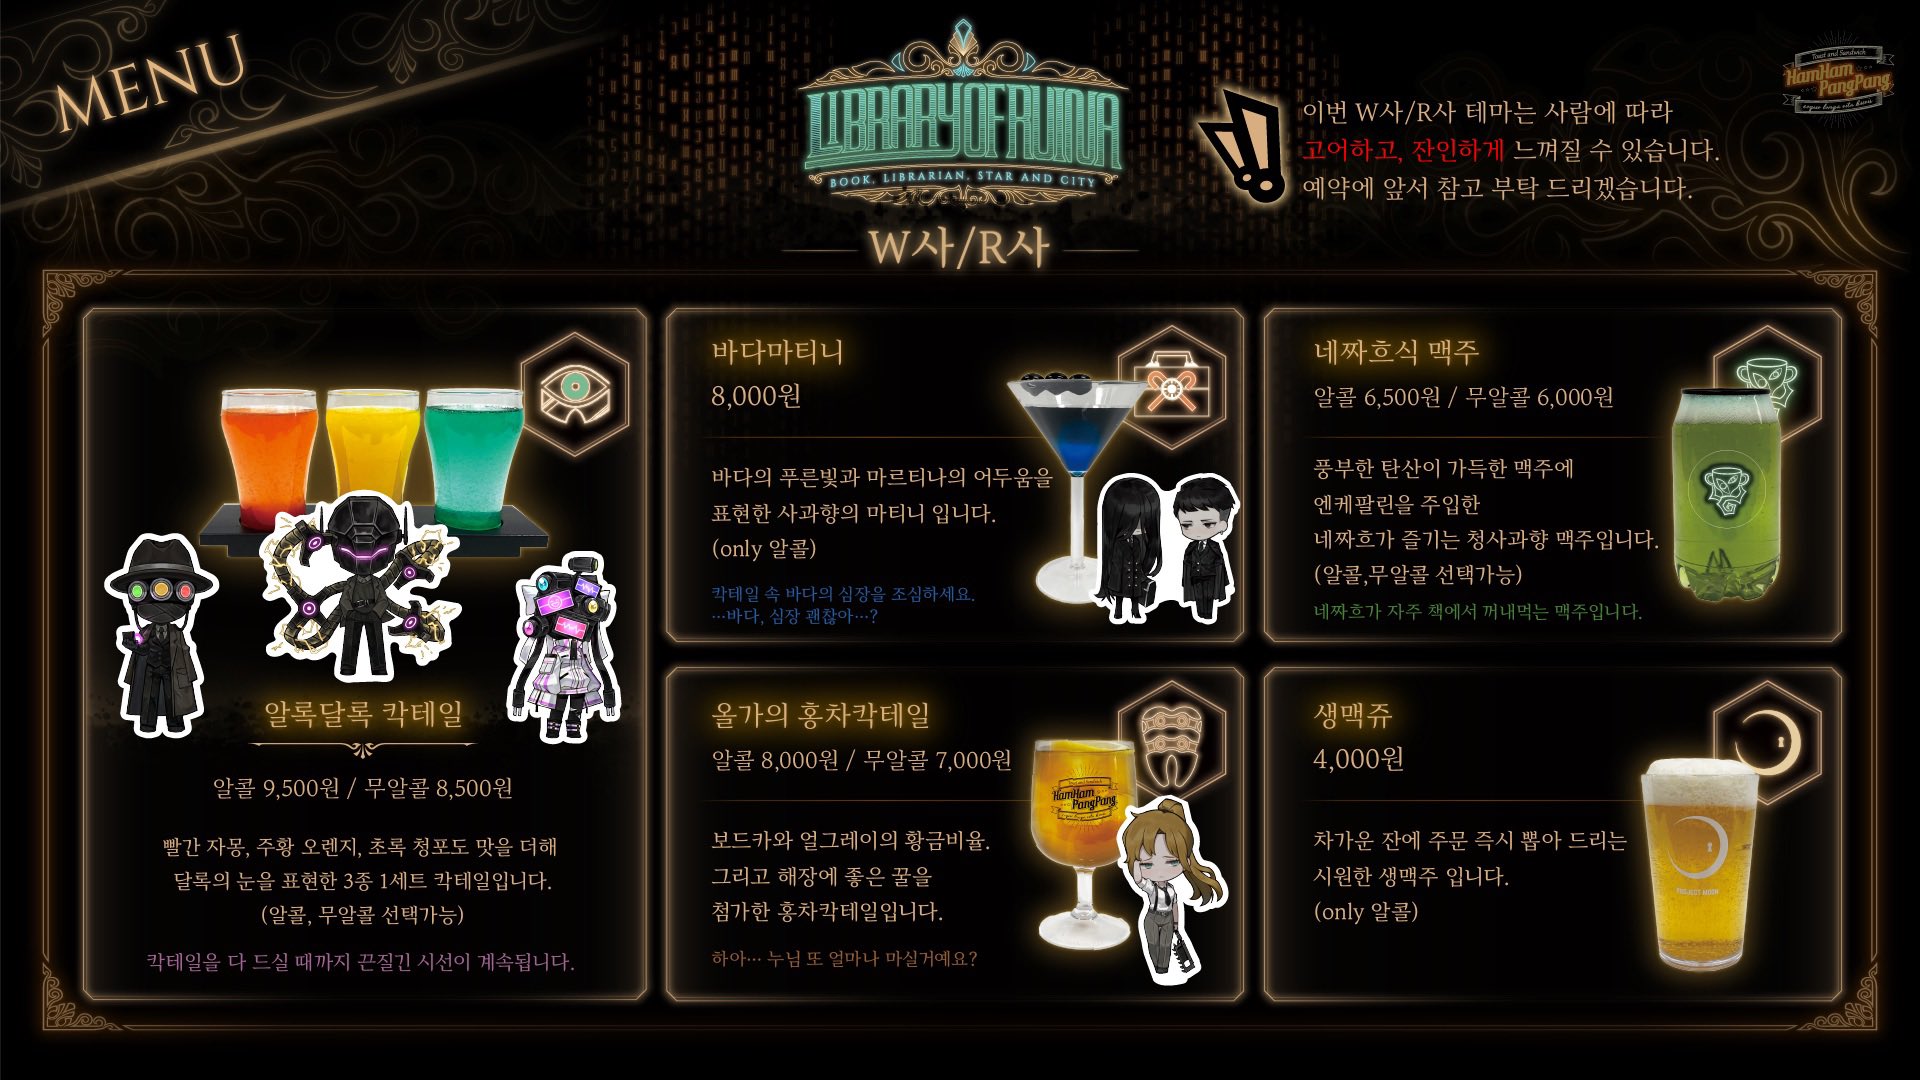 MENU
LIBRARY OF RUINA
BOOK, LIBRARIAN, STAR AND CITY
W사/R사
이번 W사/R사 테마는 사람에 따라
고어하고, 잔인하게 느껴질 수 있습니다.
예약에 앞서 참고 부탁 드리겠습니다.
Toast and Sandwich
HamHam
PangPang
알록달록 칵테일
알콜 9,500원 / 무알콜 8,500원
빨간 자몽, 주황 오렌지, 초록 청포도 맛을 더해
달록의 눈을 표현한 3종 1세트 칵테일입니다.
(알콜, 무알콜 선택가능)
칵테일을 다 드실 때까지 끈질긴 시선이 계속됩니다.
바다마티니
8,000원
바다의 푸른빛과 마르티나의 어두움을
표현한 사과향의 마티니 입니다.
(only 알콜)
칵테일 속 바다의 심장을 조심하세요.
…바다, 심장 괜찮아…?
네짜흐식 맥주
알콜 6,500원 / 무알콜 6,000원
풍부한 탄산이 가득한 맥주에
엔케팔린을 주입한
네짜흐가 즐기는 청사과향 맥주입니다.
(알콜,무알콜 선택가능)
네짜흐가 자주 책에서 꺼내먹는 맥주입니다.
올가의 홍차칵테일
알콜 8,000원 / 무알콜 7,000원
보드카와 얼그레이의 황금비율.
그리고 해장에 좋은 꿀을
첨가한 홍차칵테일입니다.
하아… 누님 또 얼마나 마실거예요?
HamHam
PangPang
생맥쥬
4,000원
차가운 잔에 주문 즉시 뽑아 드리는
시원한 생맥주 입니다.
(only 알콜)
PROJECT MOON